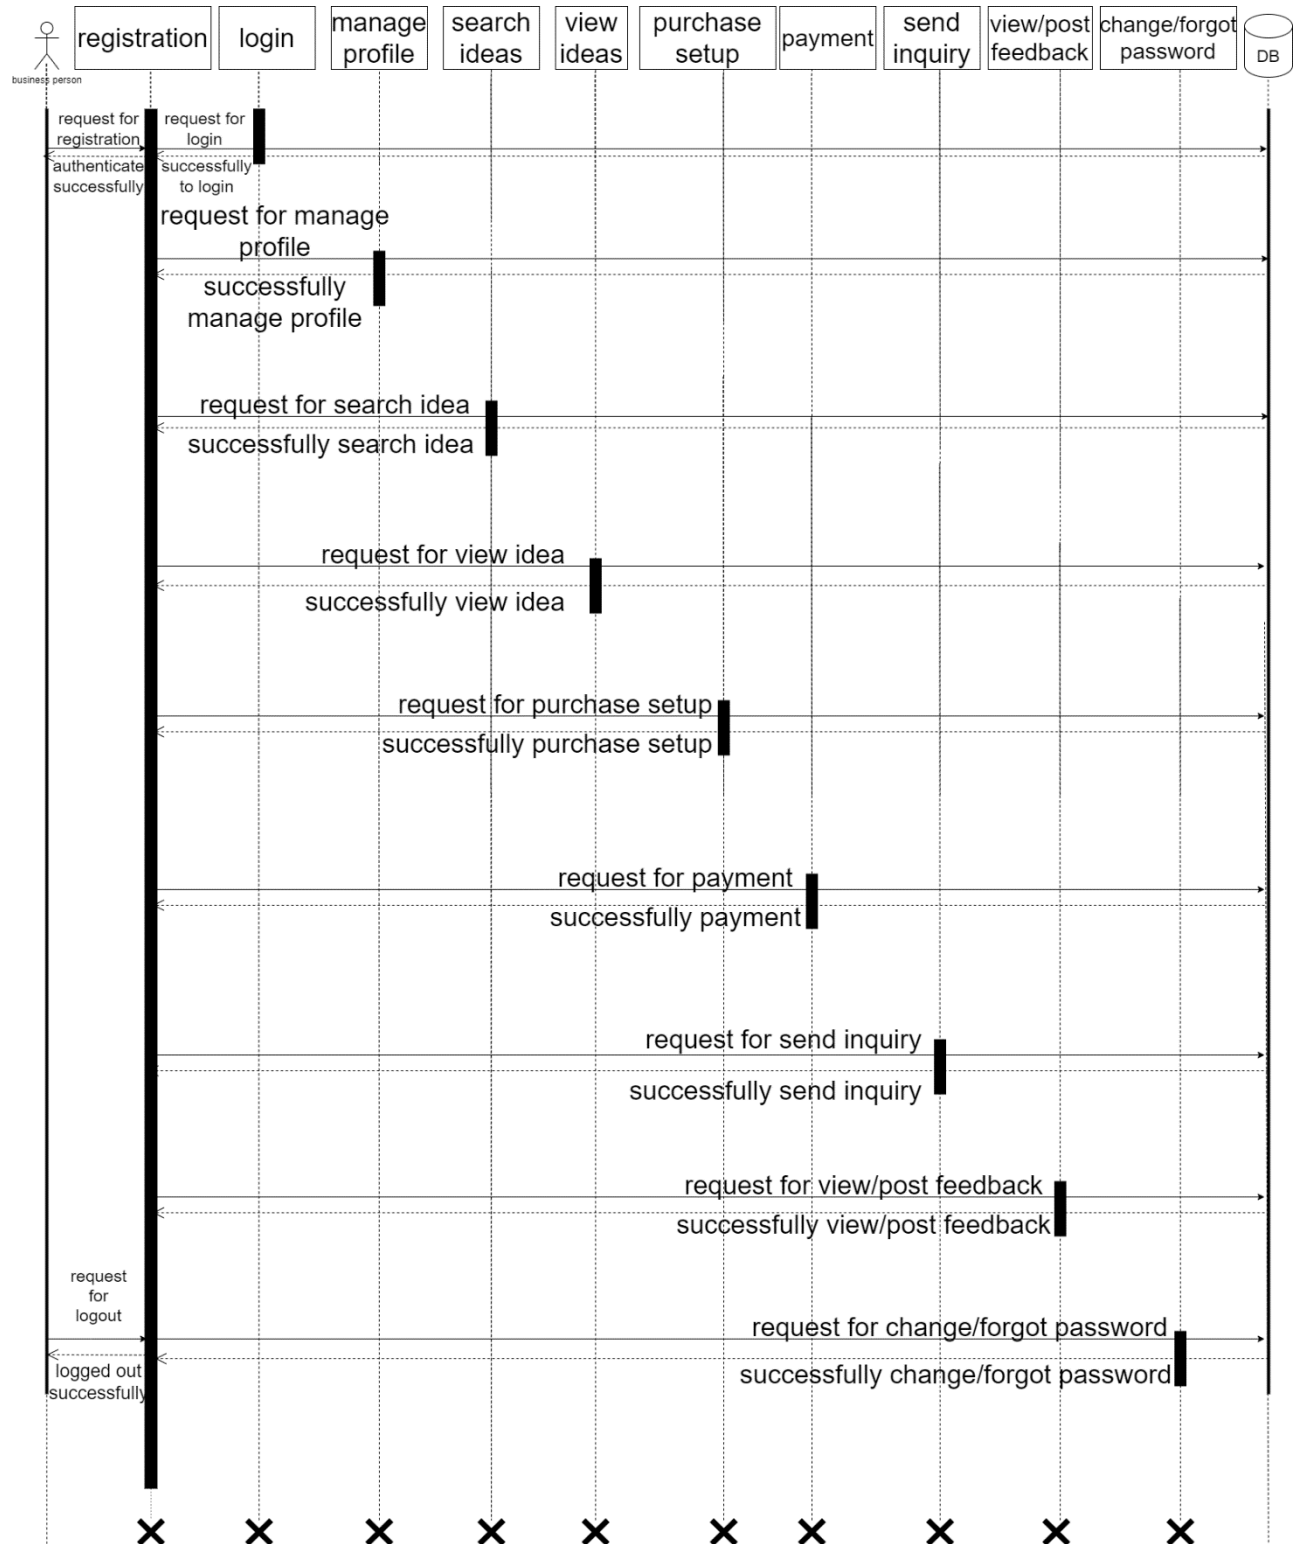 registration
login
manage
profile
search
ideas
view
ideas
purchase
setup
payment
send
inquiry
view/post
feedback
change/forgot
password
DB
business person
request for
registration
request for
login
authenticate
successfully
successfully
to login
request for manage
profile
successfully
manage profile
request for search idea
successfully search idea
request for view idea
successfully view idea
request for purchase setup
successfully purchase setup
request for payment
successfully payment
request for send inquiry
successfully send inquiry
request for view/post feedback
successfully view/post feedback
request
for
logout
request for change/forgot password
logged out
successfully
successfully change/forgot password